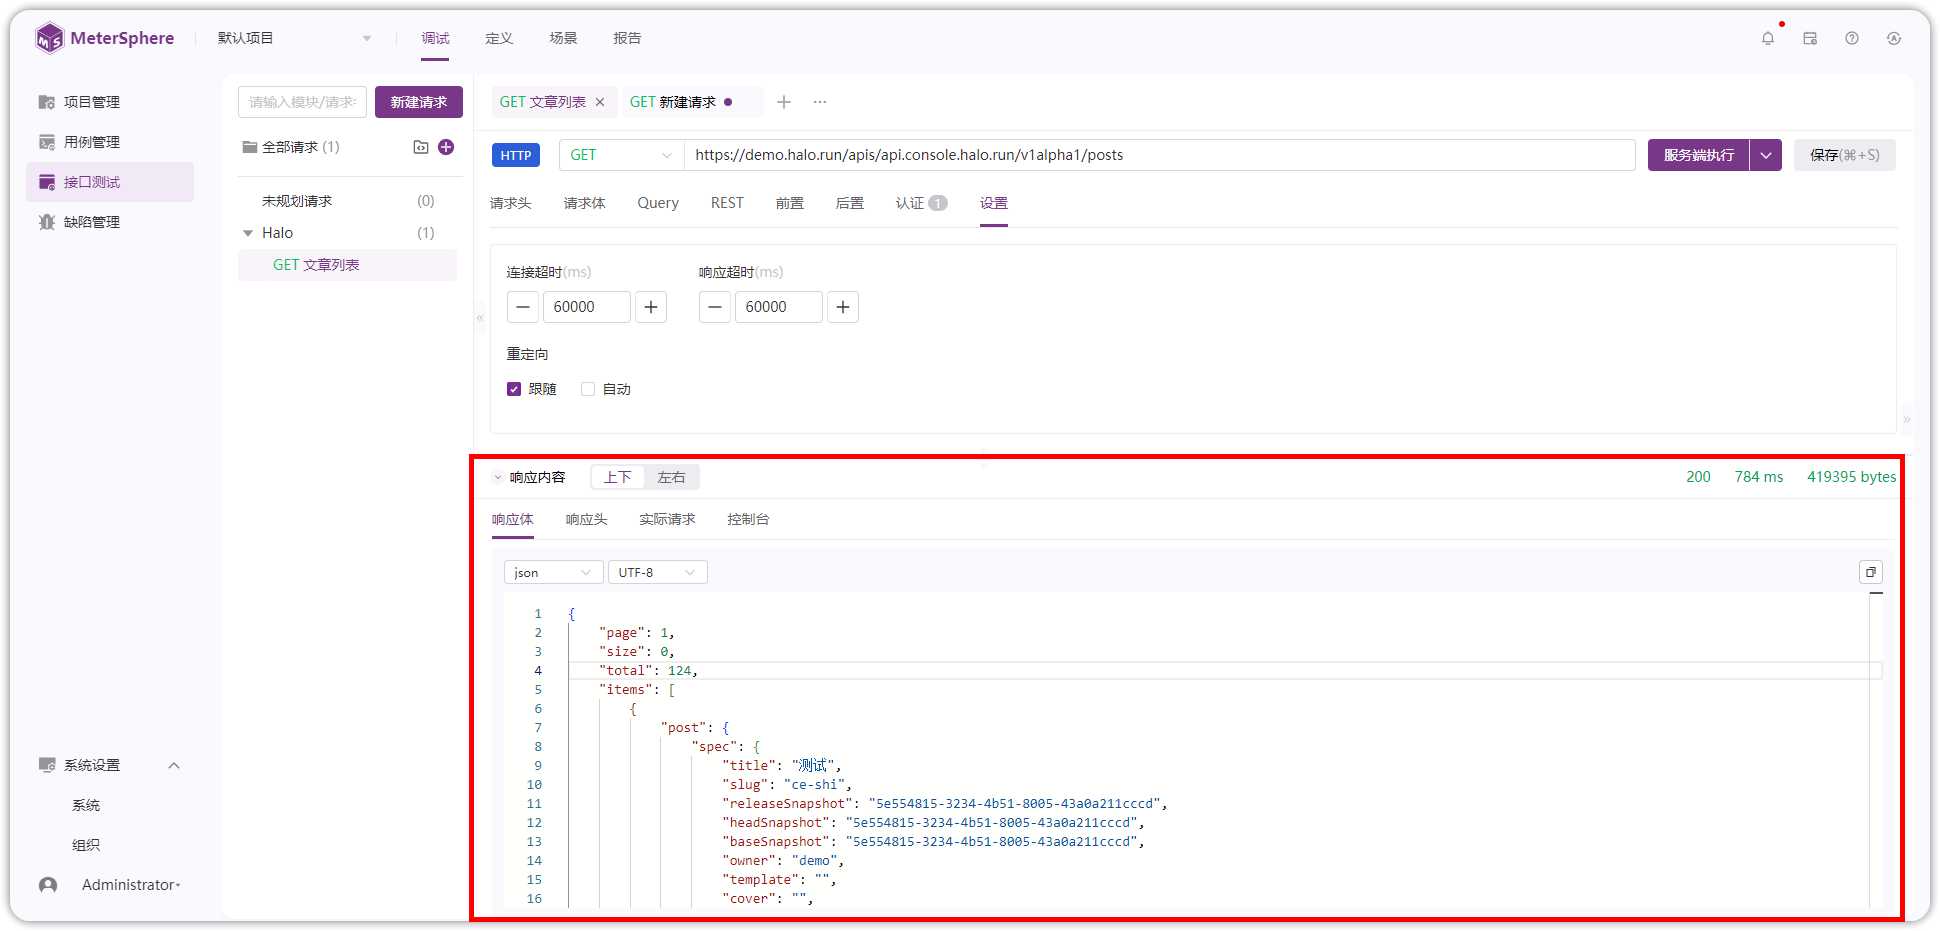 MeterSphere
默认项目
调试 定义 场景 报告
项目管理
用例管理
接口测试
缺陷管理
系统设置
系统
组织
Administrator
请输入模块/请求 新建请求
全部请求 (1)
未规划请求 (0)
Halo (1)
GET 文章列表
GET 文章列表 GET 新建请求
HTTP GET https://demo.halo.run/apis/api.console.halo.run/v1alpha1/posts 服务端执行 保存(⌘+S)
请求头 请求体 Query REST 前置 后置 认证 1 设置
连接超时(ms) 响应超时(ms)
60000 60000
重定向
跟随 自动
响应内容 上下 左右 200 784 ms 419395 bytes
响应体 响应头 实际请求 控制台
json UTF-8
1 {
2 "page": 1,
3 "size": 0,
4 "total": 124,
5 "items": [
6 {
7 "post": {
8 "spec": {
9 "title": "测试",
10 "slug": "ce-shi",
11 "releaseSnapshot": "5e554815-3234-4b51-8005-43a0a211cccd",
12 "headSnapshot": "5e554815-3234-4b51-8005-43a0a211cccd",
13 "baseSnapshot": "5e554815-3234-4b51-8005-43a0a211cccd",
14 "owner": "demo",
15 "template": "",
16 "cover": "",